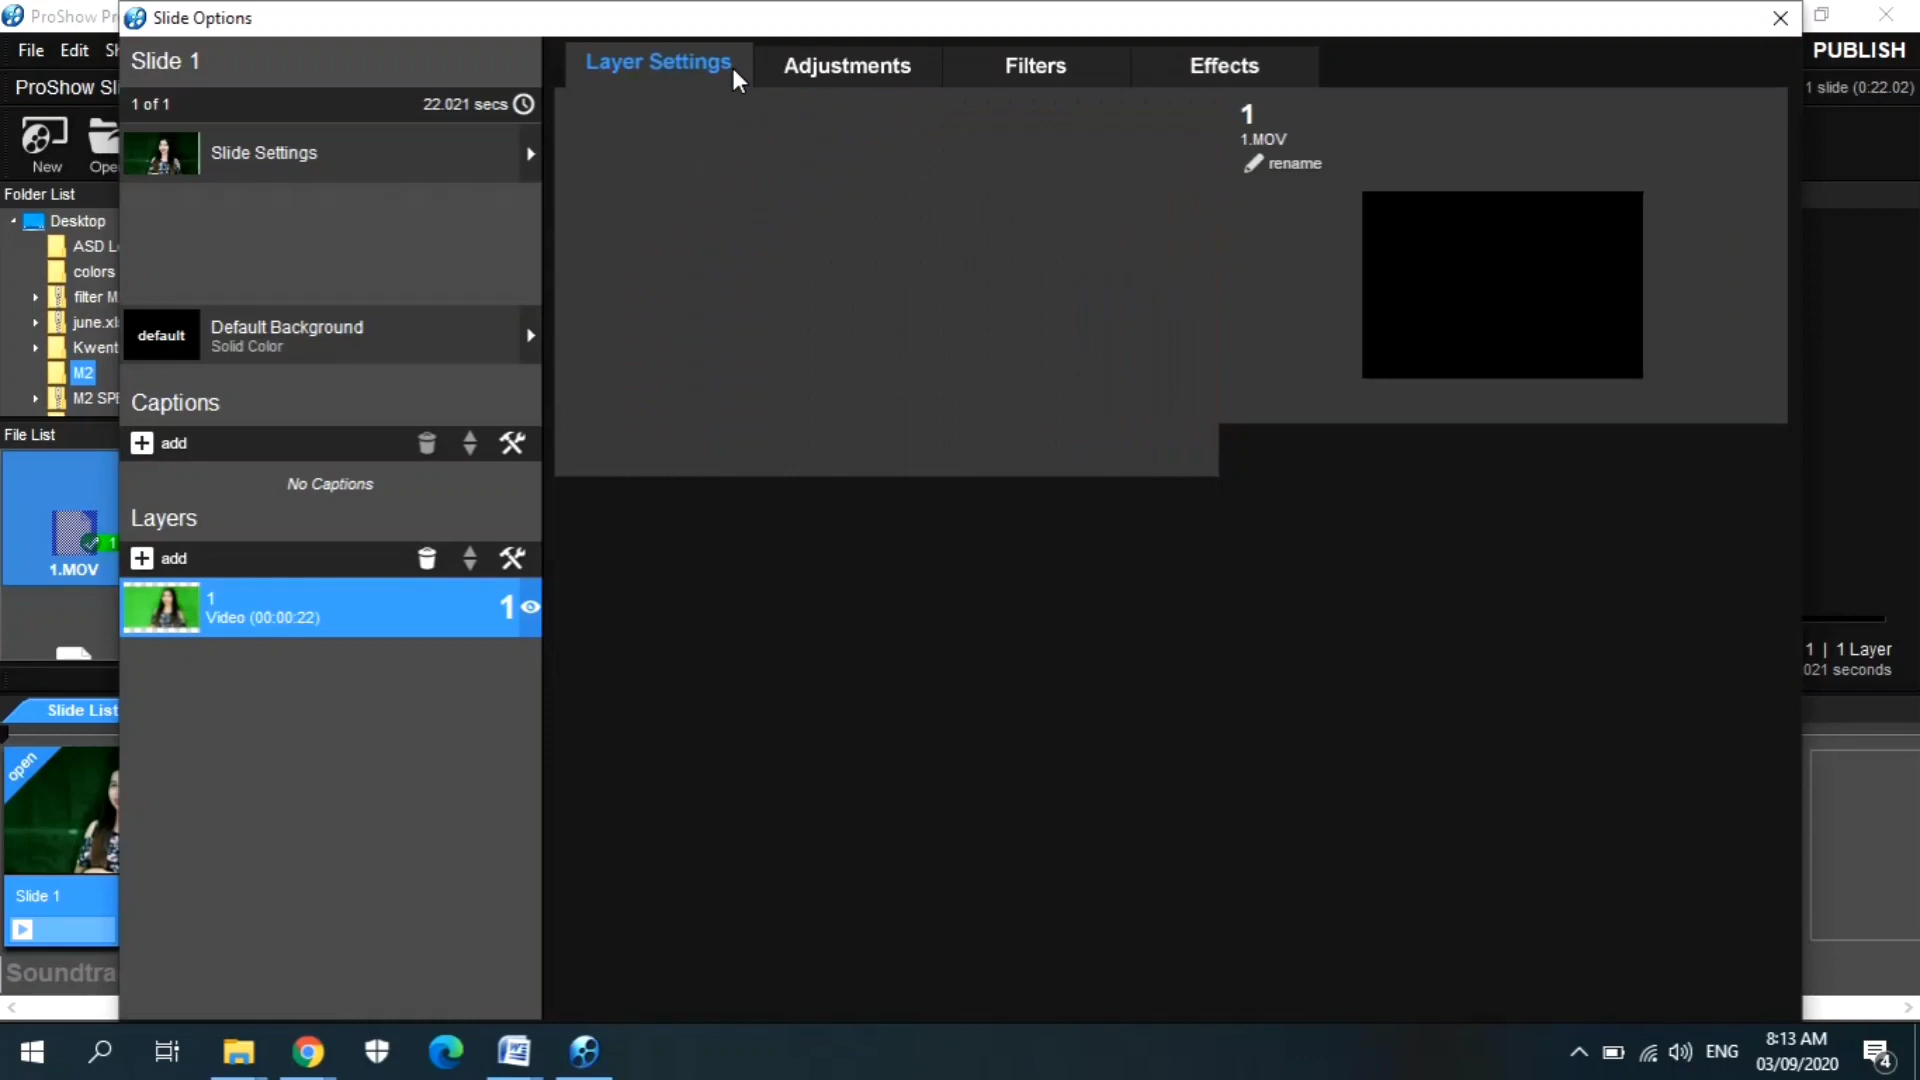 ProShow Pr
Slide Options
File Edit Sh
PUBLISH
ProShow Sli
1 slide (0:22.02)
New
Ope
Folder List
Desktop
ASD L
colors
filter M
june.xl
Kwent
M2
M2 SPE
File List
1
1.MOV
Slide List
open
Slide 1
Soundtra
Slide 1
1 of 1
22.021 secs
Slide Settings
default
Default Background
Solid Color
Captions
add
No Captions
Layers
add
1
Video (00:00:22)
1
Layer Settings
Adjustments
Filters
Effects
1
1.MOV
rename
1 | 1 Layer
021 seconds
ENG
8:13 AM
03/09/2020
4